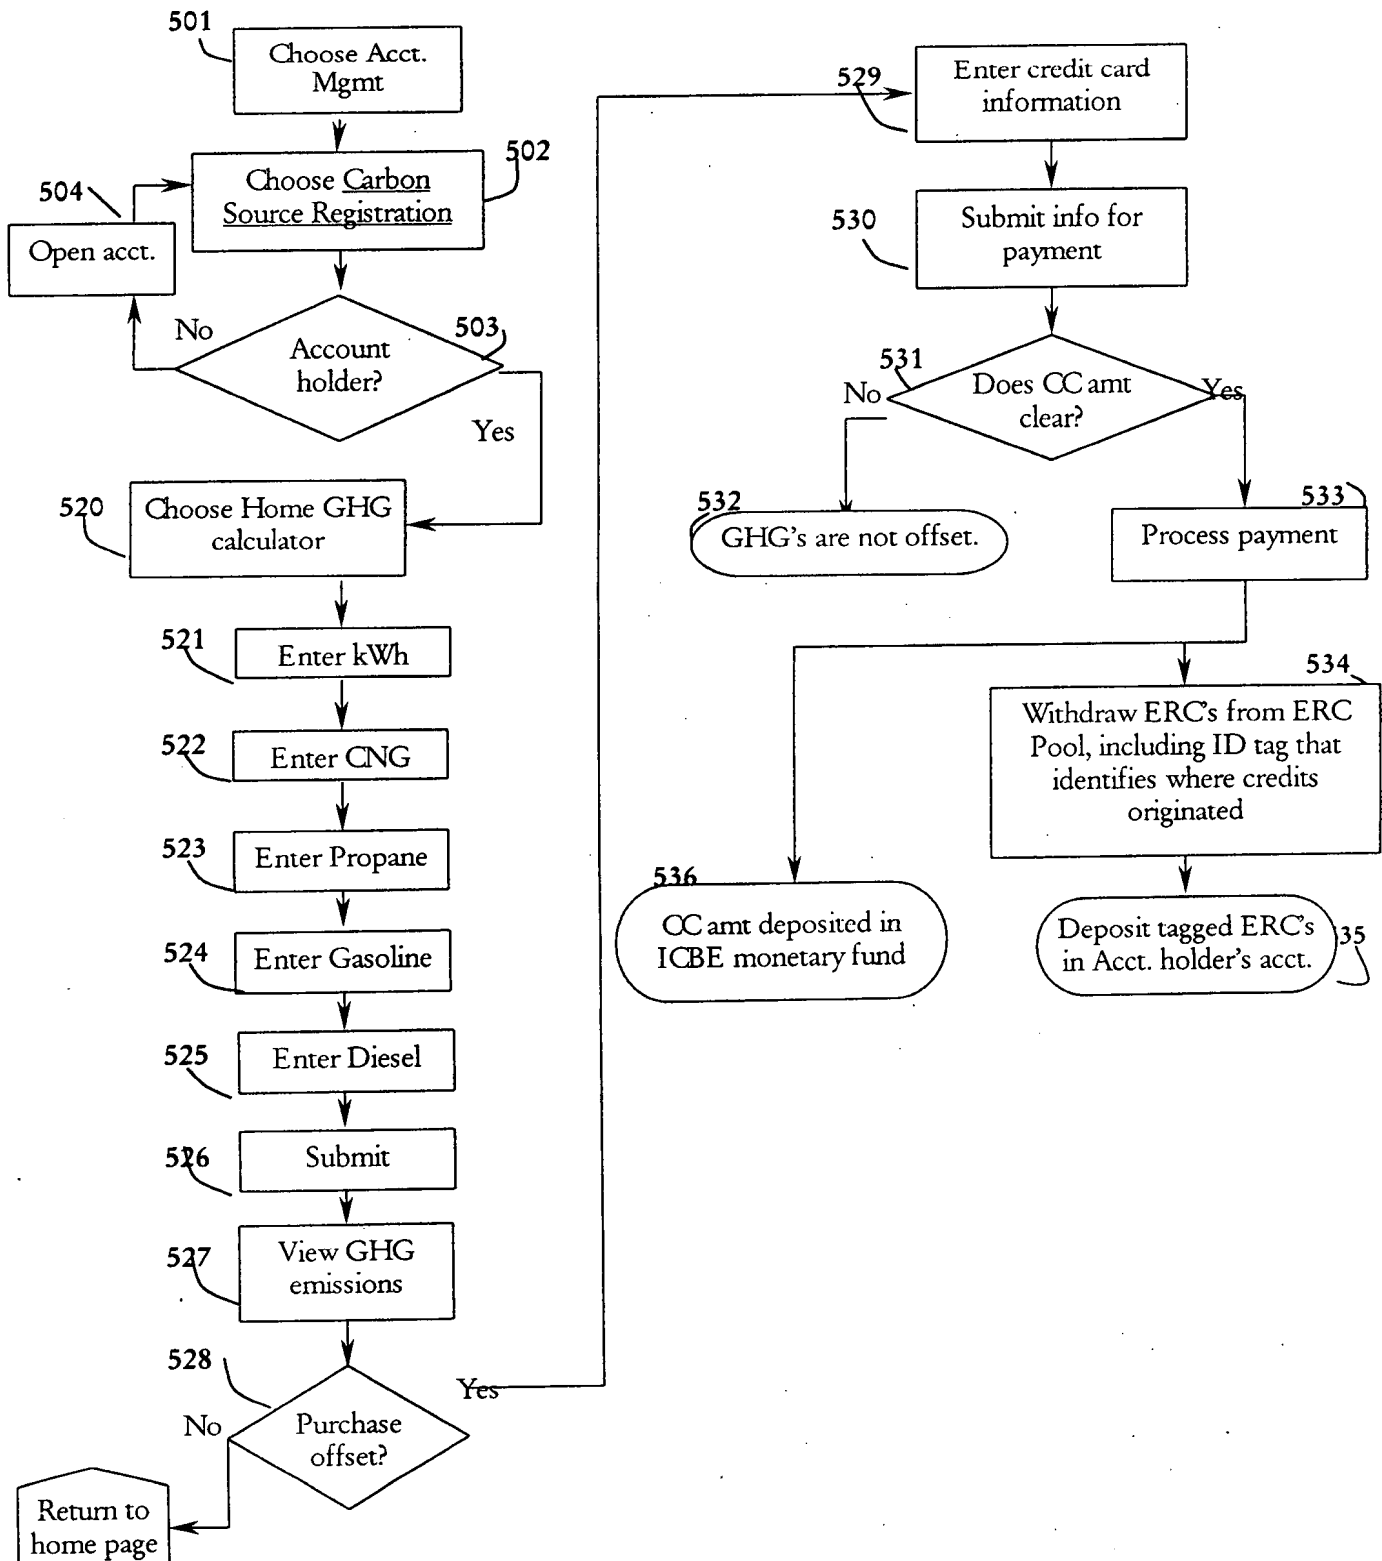 501
Choose Acct.
Mgmt
502
Choose Carbon
Source Registration
504
Open acct.
No
503
Account
holder?
Yes
520
Choose Home GHG
calculator
521
Enter kWh
522
Enter CNG
523
Enter Propane
524
Enter Gasoline
525
Enter Diesel
526
Submit
527
View GHG
emissions
528
Yes
No
Purchase
offset?
Return to
home page
529
Enter credit card
information
530
Submit info for
payment
531
No
Does CC amt
clear?
Yes
532
GHG's are not offset.
533
Process payment
534
Withdraw ERC's from ERC
Pool, including ID tag that
identifies where credits
originated
536
CC amt deposited in
ICBE monetary fund
Deposit tagged ERC's
in Acct. holder's acct.
35